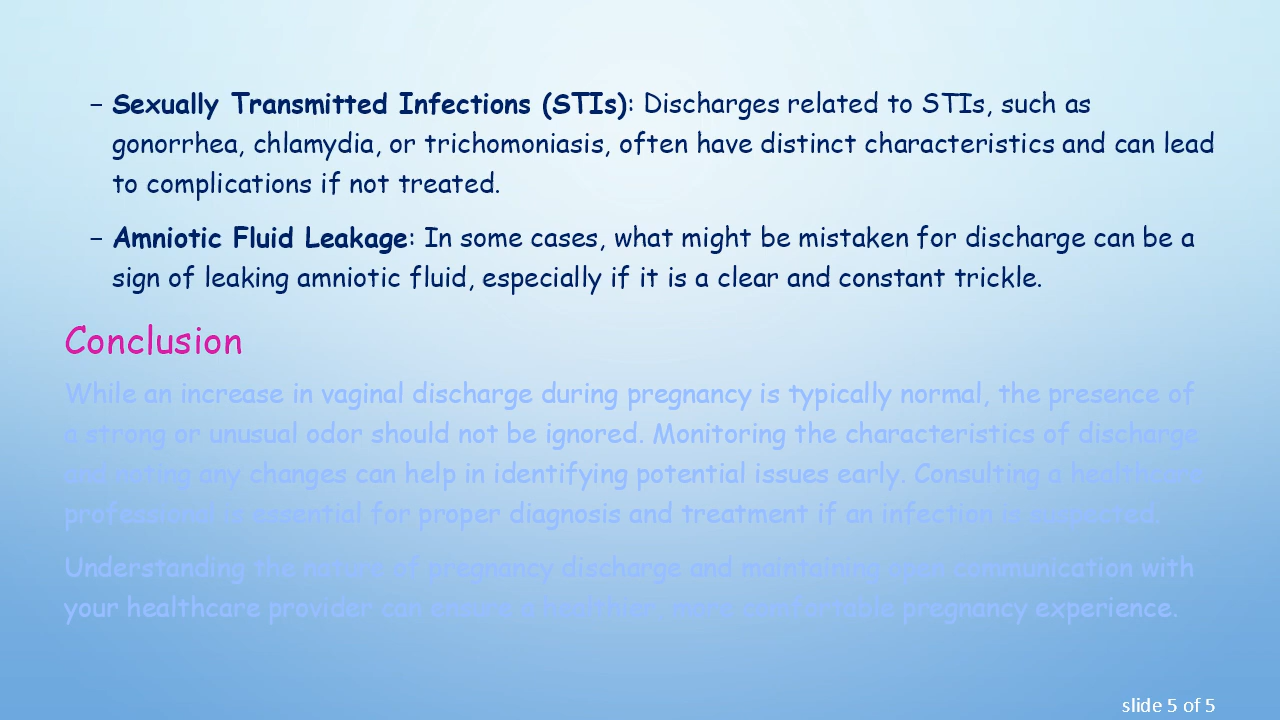 – Sexually Transmitted Infections (STIs): Discharges related to STIs, such as
gonorrhea, chlamydia, or trichomoniasis, often have distinct characteristics and can lead
to complications if not treated.
– Amniotic Fluid Leakage: In some cases, what might be mistaken for discharge can be a
sign of leaking amniotic fluid, especially if it is a clear and constant trickle.
Conclusion
While an increase in vaginal discharge during pregnancy is typically normal, the presence of
a strong or unusual odor should not be ignored. Monitoring the characteristics of discharge
and noting any changes can help in identifying potential issues early. Consulting a healthcare
professional is essential for proper diagnosis and treatment if an infection is suspected.
Understanding the nature of pregnancy discharge and maintaining open communication with
your healthcare provider can ensure a healthier, more comfortable pregnancy experience.
slide 5 of 5